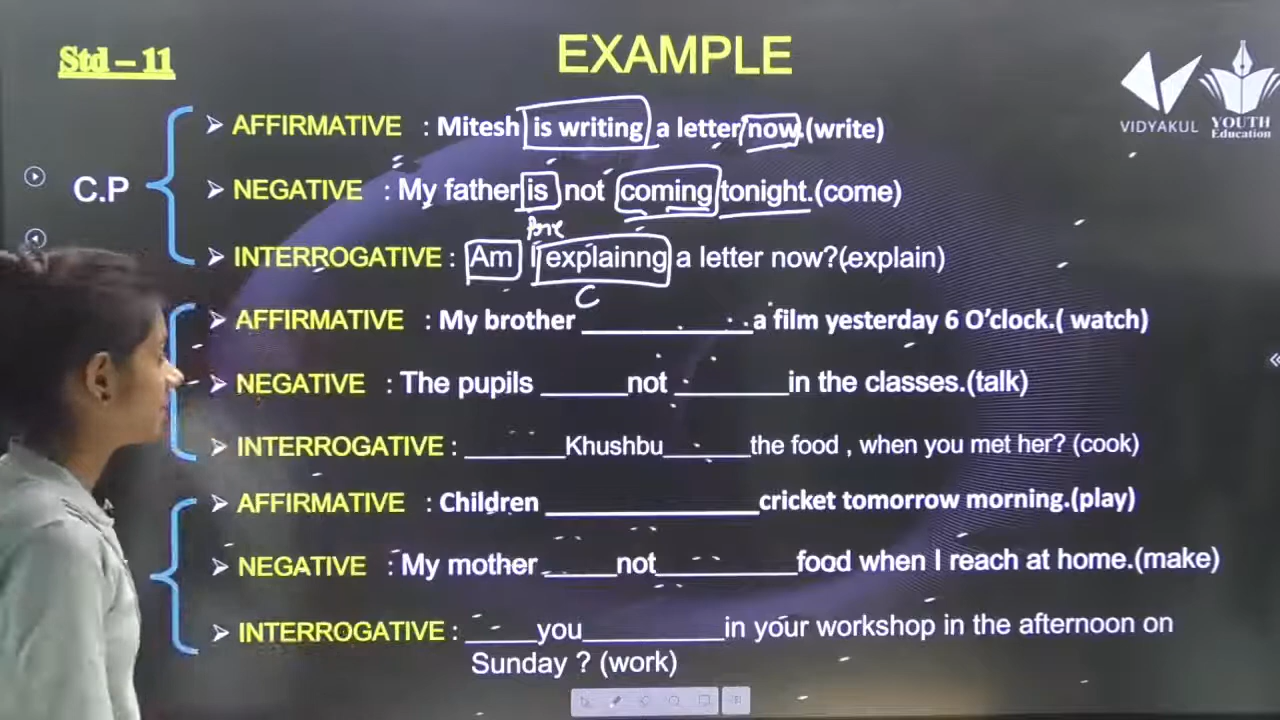 Std – 11
EXAMPLE
VIDYAKUL
YOUTH
Education
C.P
➢ AFFIRMATIVE : Mitesh is writing a letter now.(write)
➢ NEGATIVE : My father is not coming tonight.(come)
➢ INTERROGATIVE : Am I explainng a letter now?(explain)
C
➢ AFFIRMATIVE : My brother ____________ a film yesterday 6 O’clock.( watch)
➢ NEGATIVE : The pupils ______not ________in the classes.(talk)
➢ INTERROGATIVE : _______Khushbu______the food , when you met her? (cook)
➢ AFFIRMATIVE : Children _______________cricket tomorrow morning.(play)
➢ NEGATIVE : My mother _____not__________food when I reach at home.(make)
➢ INTERROGATIVE : _____you__________in your workshop in the afternoon on
Sunday ? (work)